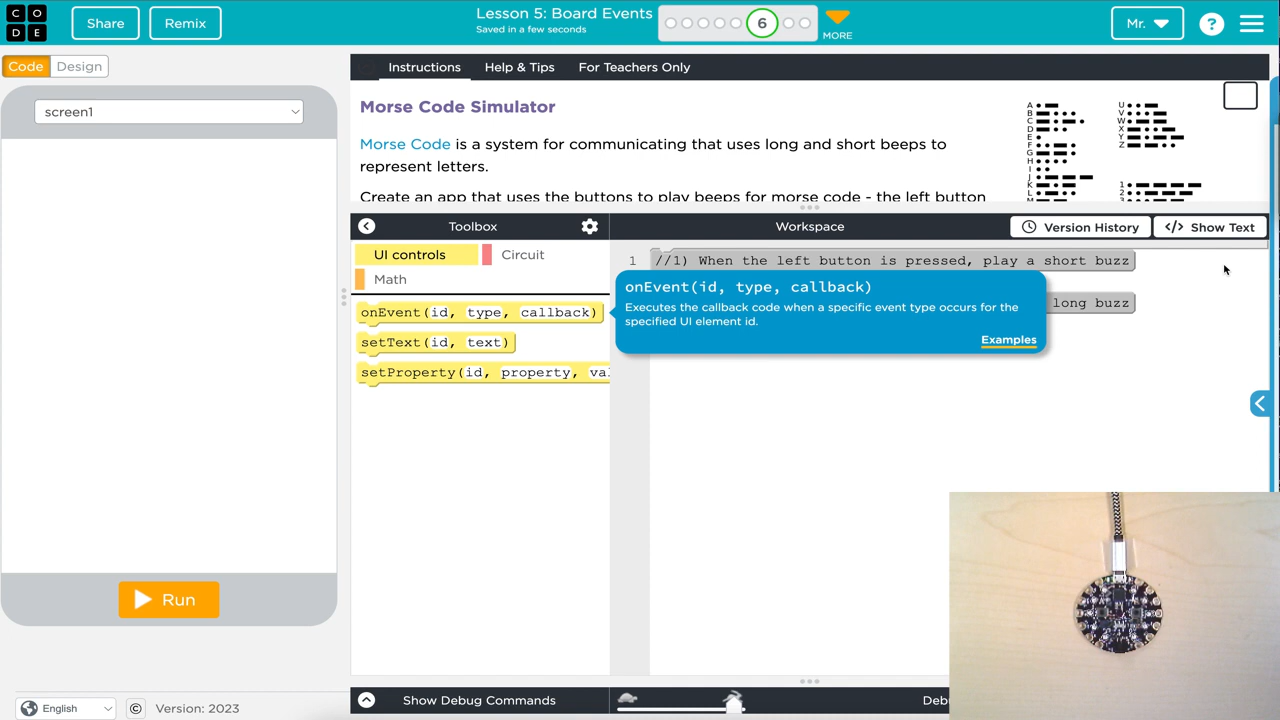 C O
D E
Share
Remix
Lesson 5: Board Events
Saved in a few seconds
6
MORE
Mr.
?
Code
Design
screen1
Run
English
©
Version: 2023
Instructions
Help & Tips
For Teachers Only
Morse Code Simulator
Morse Code is a system for communicating that uses long and short beeps to
represent letters.
Create an app that uses the buttons to play beeps for morse code - the left button
A
B
C
D
E
F
G
H
I
J
K
L
U
V
W
X
Y
Z
1
2
Toolbox
Workspace
Version History
</> Show Text
UI controls
Circuit
Math
onEvent(id, type, callback)
setText(id, text)
setProperty(id, property, val
1
//1) When the left button is pressed, play a short buzz
long buzz
onEvent(id, type, callback)
Executes the callback code when a specific event type occurs for the
specified UI element id.
Examples
Show Debug Commands
Debu